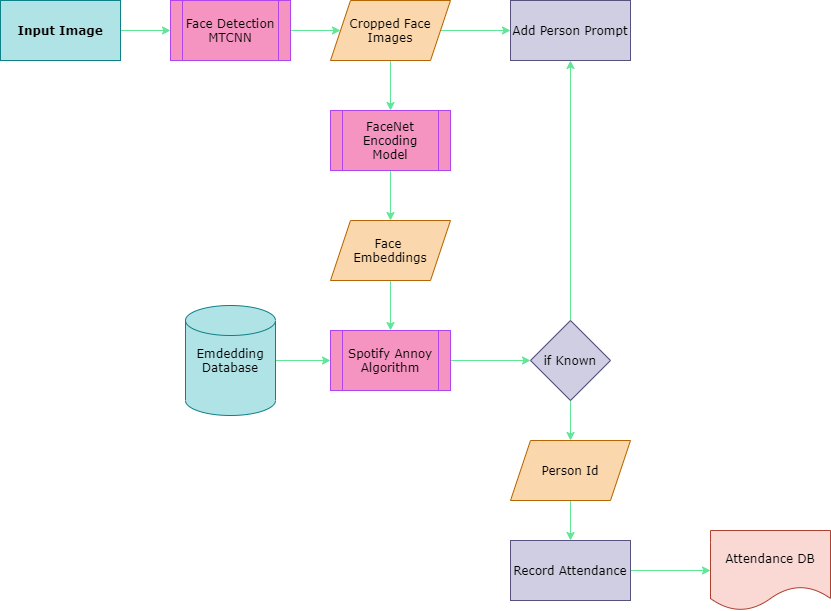 Input Image
Face Detection
MTCNN
Cropped Face
Images
Add Person Prompt
FaceNet
Encoding
Model
Face
Embeddings
Emdedding
Database
Spotify Annoy
Algorithm
if Known
Person Id
Record Attendance
Attendance DB